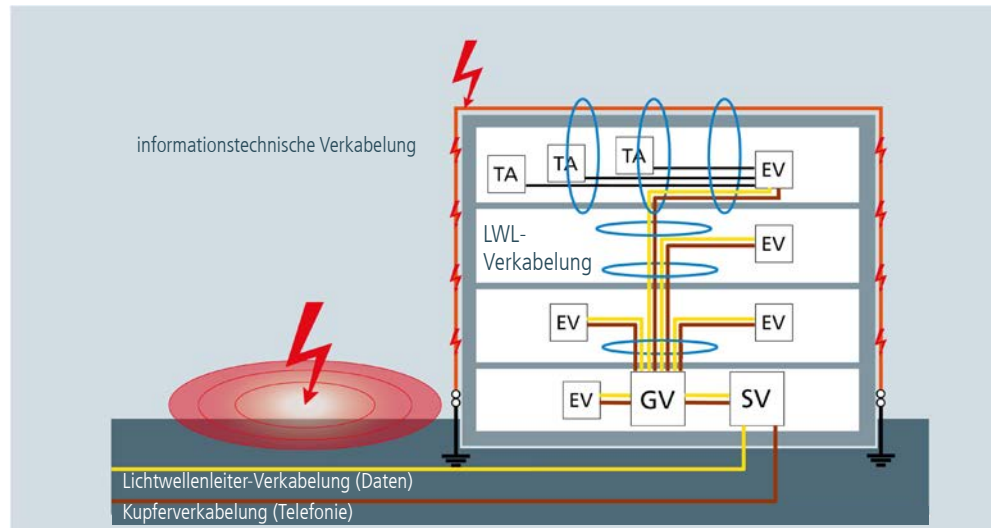 informationstechnische Verkabelung
TA
TA
TA
EV
LWL-
Verkabelung
EV
EV
EV
EV
GV
SV
Lichtwellenleiter-Verkabelung (Daten)
Kupferverkabelung (Telefonie)